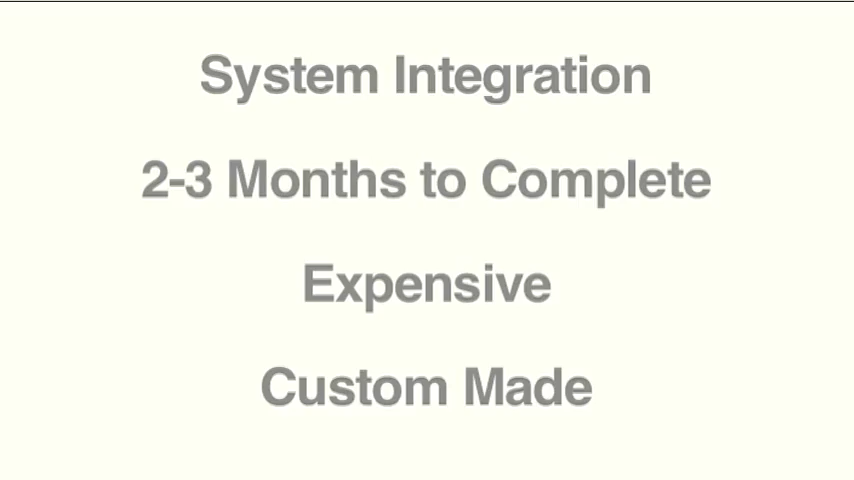 System Integration
2-3 Months to Complete
Expensive
Custom Made